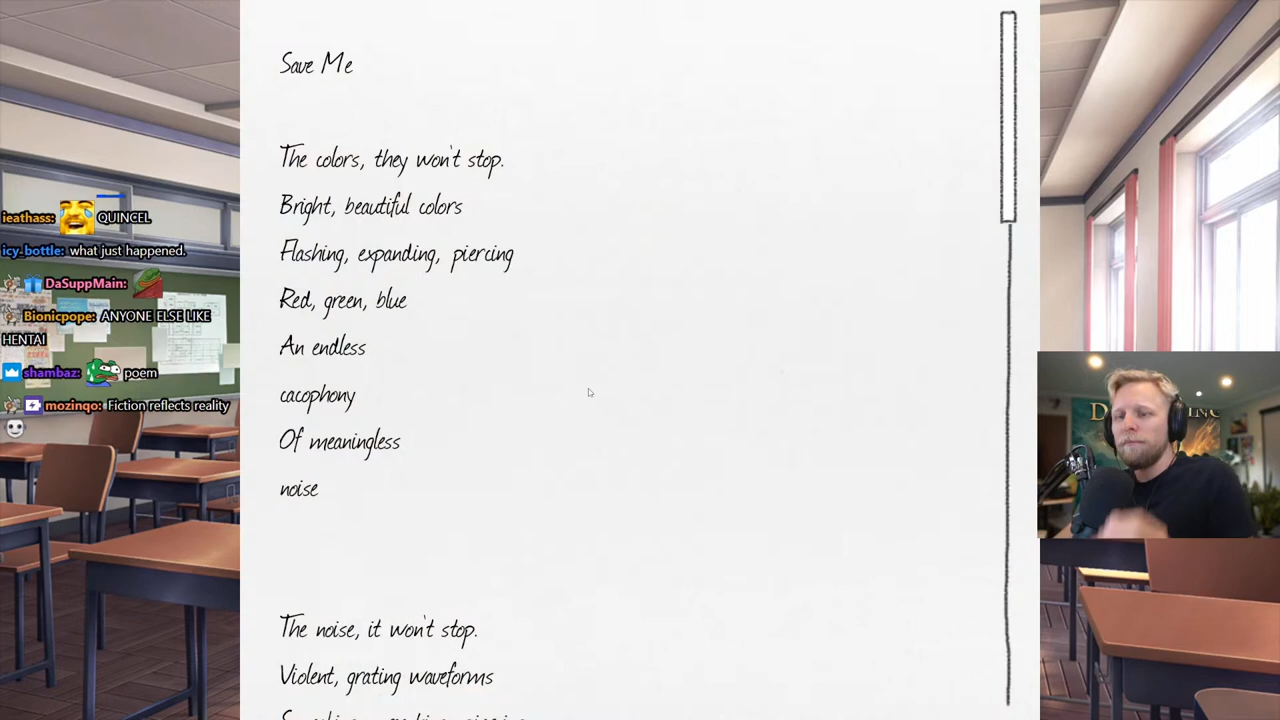 Save Me
The colors, they won't stop.
Bright, beautiful colors
Flashing, expanding, piercing
Red, green, blue
An endless
cacophony
Of meaningless
noise
The noise, it won't stop.
Violent, grating waveforms
ieathass: QUINCEL
icy_bottle: what just happened.
DaSuppMain:
Bionicpope: ANYONE ELSE LIKE
HENTAI
shambaz: poem
mozinqo: Fiction reflects reality